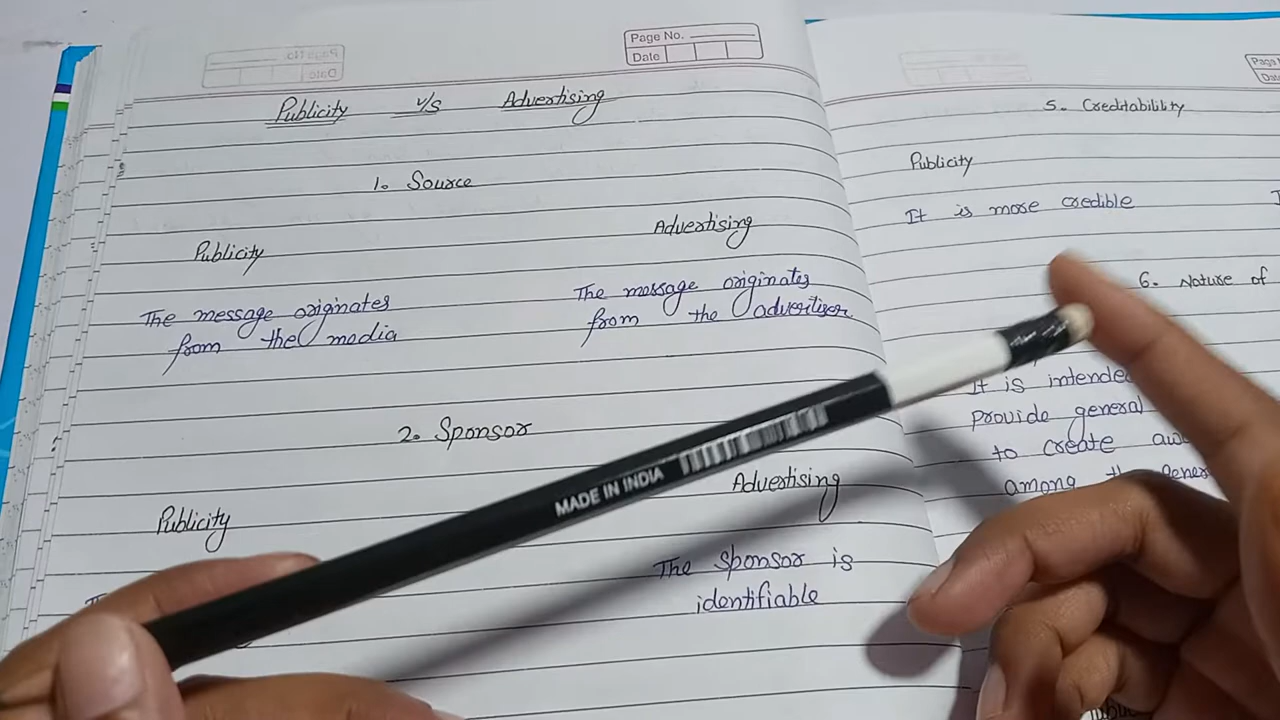 Page No.
Date
Publicity v/s Advertising
1. Source
Publicity
Advertising
The message originates
from the media
The message originates
from the advertiser.
2. Sponsor
Publicity
Advertising
The sponsor is
identifiable
MADE IN INDIA
5. Creditability
Publicity
It is more credible
6. Nature of
It is intended
provide general
to create
among the